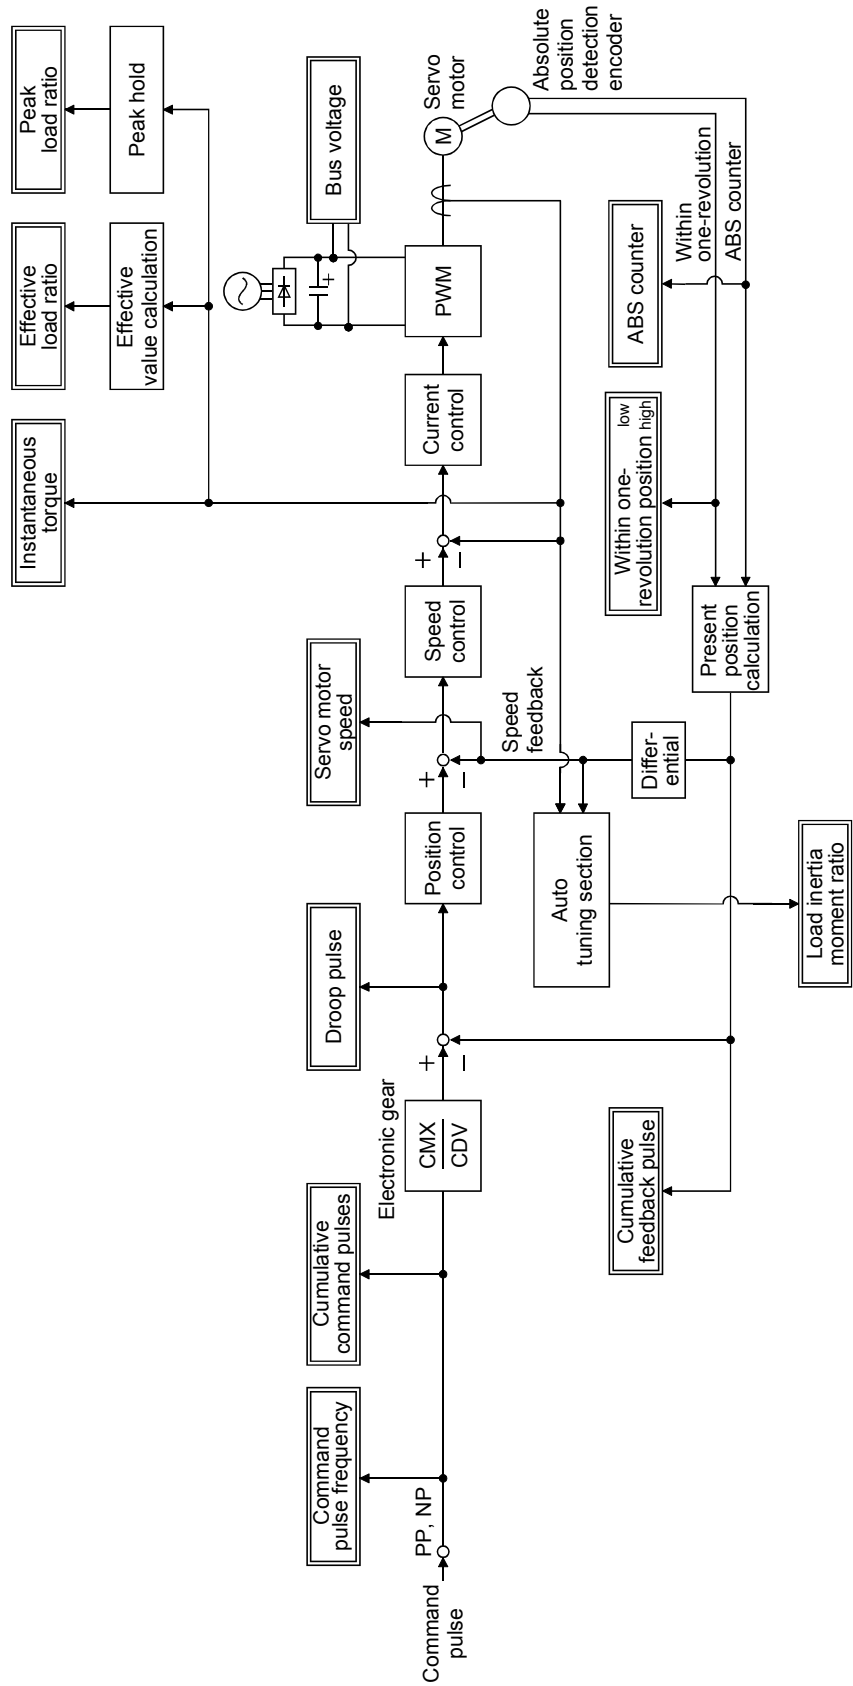 Command
pulse
PP, NP
Command
pulse frequency
Cumulative
command pulses
Electronic gear
CMX
CDV
+
−
Droop pulse
Position
control
+
−
Servo motor
speed
Speed
feedback
Speed
control
+
−
Current
control
PWM
+
Bus voltage
M
Servo
motor
Absolute
position
detection
encoder
Instantaneous
torque
Effective
load ratio
Effective
value calculation
Peak
load ratio
Peak hold
Cumulative
feedback pulse
Auto
tuning section
Load inertia
moment ratio
Differ-
ential
Present
position
calculation
Within one- low
revolution position high
ABS counter
Within
one-revolution
ABS counter